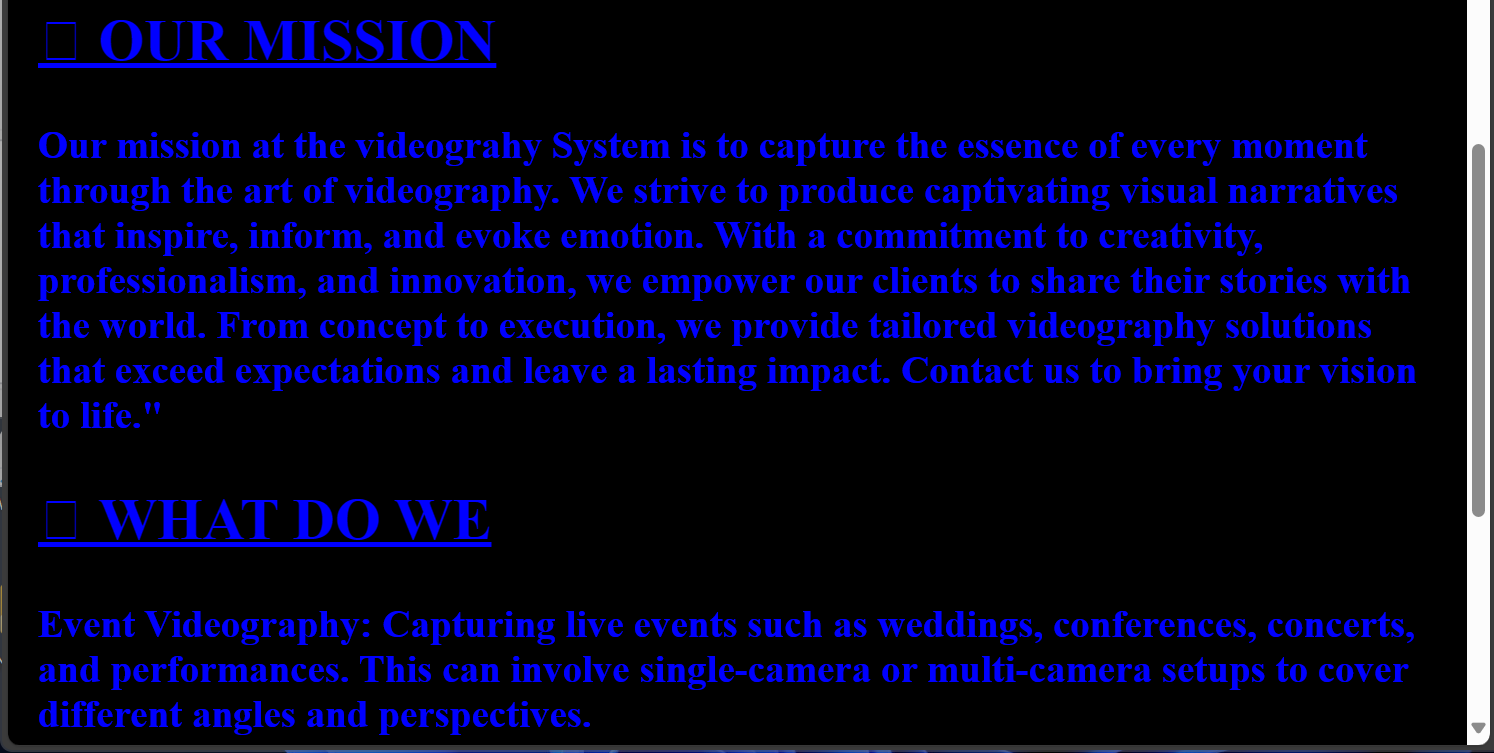 OUR MISSION
Our mission at the videograhy System is to capture the essence of every moment
through the art of videography. We strive to produce captivating visual narratives
that inspire, inform, and evoke emotion. With a commitment to creativity,
professionalism, and innovation, we empower our clients to share their stories with
the world. From concept to execution, we provide tailored videography solutions
that exceed expectations and leave a lasting impact. Contact us to bring your vision
to life."
WHAT DO WE
Event Videography: Capturing live events such as weddings, conferences, concerts,
and performances. This can involve single-camera or multi-camera setups to cover
different angles and perspectives.